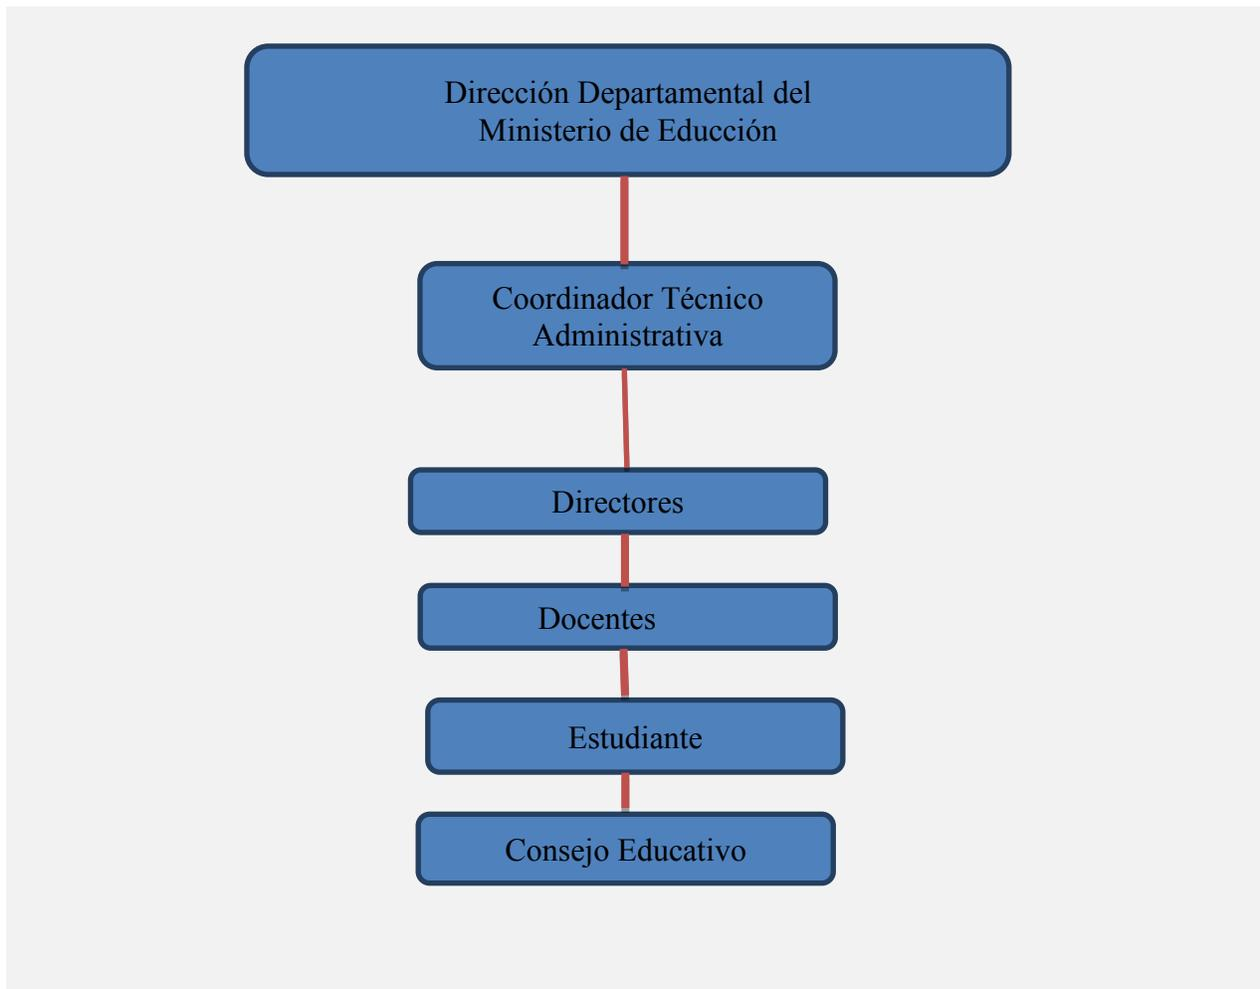 Dirección Departamental del
Ministerio de Educción
Coordinador Técnico
Administrativa
Directores
Docentes
Estudiante
Consejo Educativo